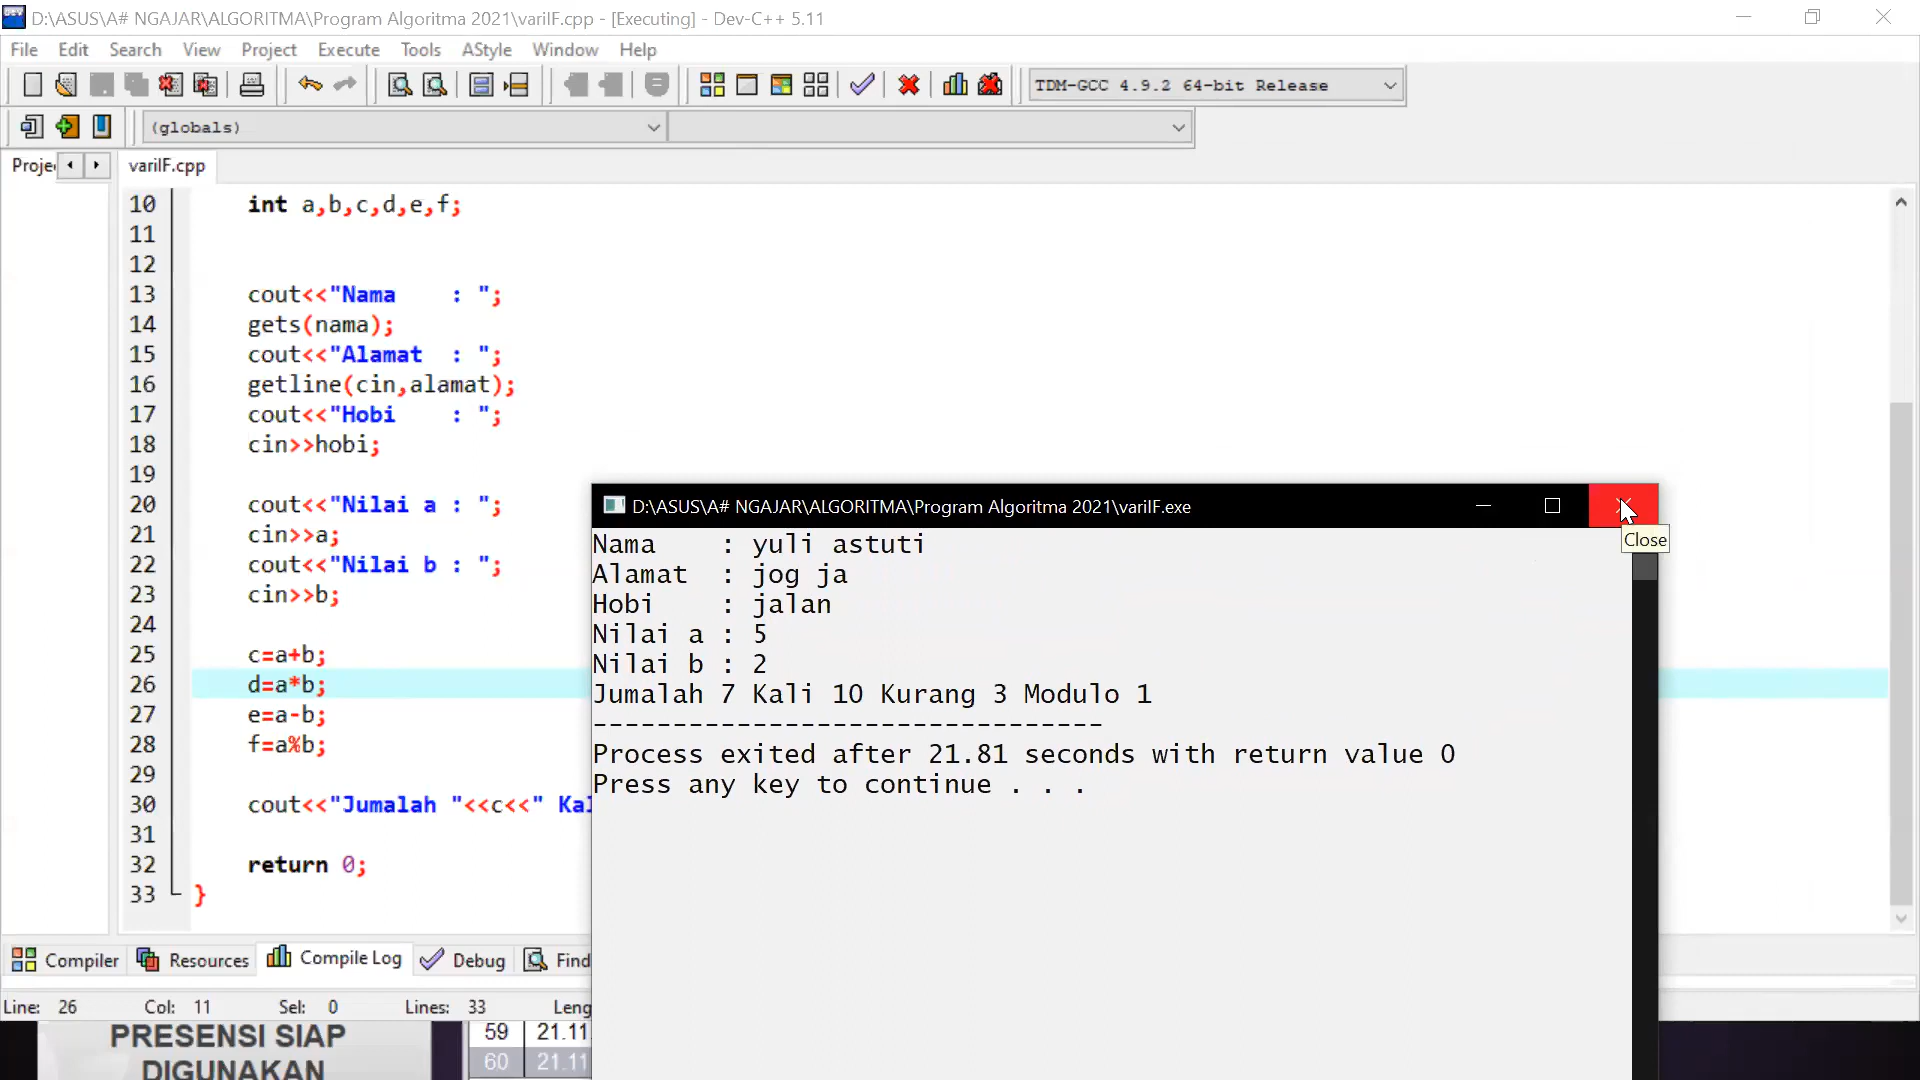 D:\ASUS\A# NGAJAR\ALGORITMA\Program Algoritma 2021\variIF.cpp - [Executing] - Dev-C++ 5.11
File Edit Search View Project Execute Tools AStyle Window Help
TDM-GCC 4.9.2 64-bit Release
(globals)
Proje
variIF.cpp
10 int a,b,c,d,e,f;
11
12
13 cout<<"Nama    : ";
14 gets(nama);
15 cout<<"Alamat  : ";
16 getline(cin,alamat);
17 cout<<"Hobi    : ";
18 cin>>hobi;
19
20 cout<<"Nilai a : ";
21 cin>>a;
22 cout<<"Nilai b : ";
23 cin>>b;
24
25 c=a+b;
26 d=a*b;
27 e=a-b;
28 f=a%b;
29
30 cout<<"Jumalah "<<c<<" Kal
31
32 return 0;
33 }
D:\ASUS\A# NGAJAR\ALGORITMA\Program Algoritma 2021\variIF.exe
Close
Nama    : yuli astuti
Alamat  : jog ja
Hobi    : jalan
Nilai a : 5
Nilai b : 2
Jumalah 7 Kali 10 Kurang 3 Modulo 1
--------------------------------
Process exited after 21.81 seconds with return value 0
Press any key to continue . . .
Compiler Resources Compile Log Debug Find
Line: 26 Col: 11 Sel: 0 Lines: 33 Leng
PRESENSI SIAP
DIGUNAKAN
59 21.11
60 21.11